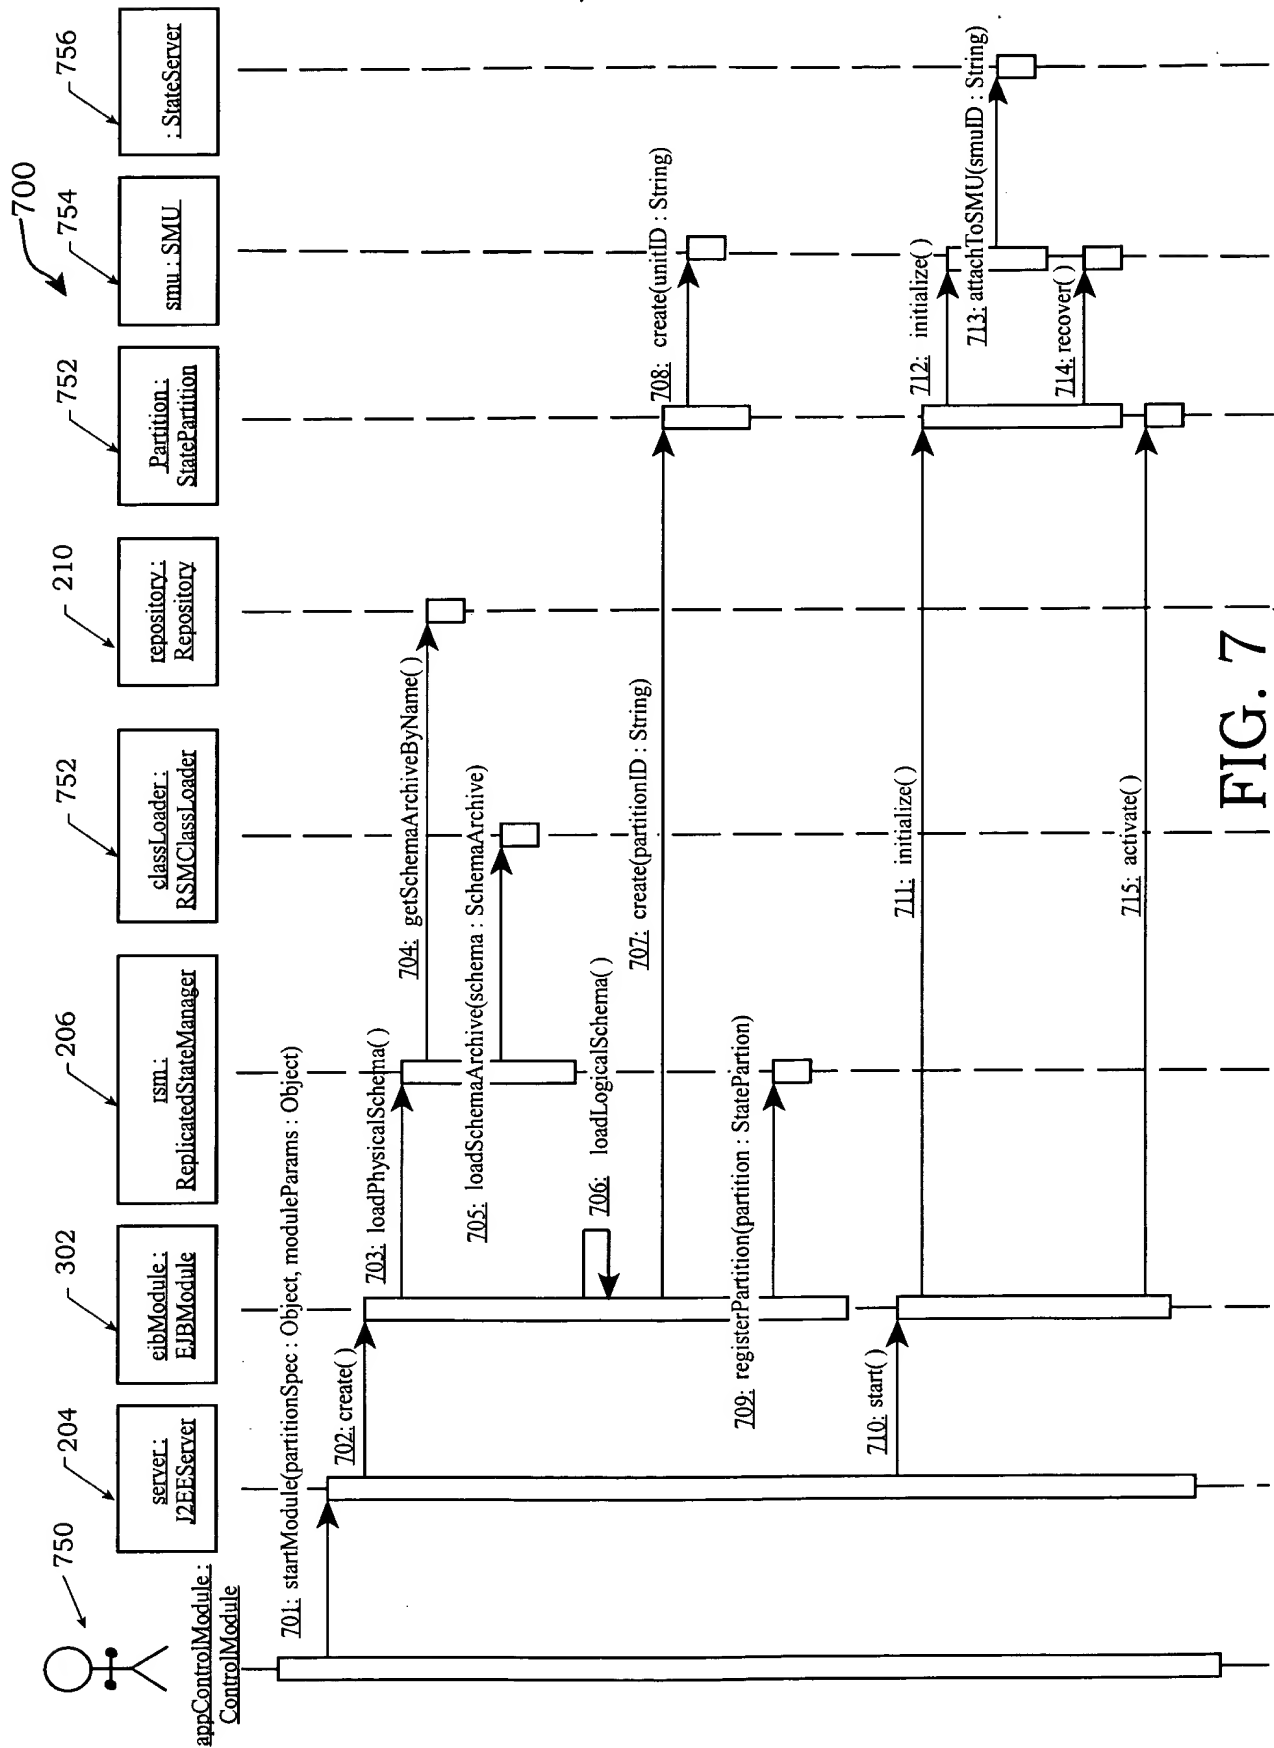 700
750
appControlModule :
ControlModule
204
server :
J2EEServer
302
eibModule :
EJBModule
206
rsm :
ReplicatedStateManager
752
classLoader :
RSMClassLoader
210
repository :
Repository
752
Partition :
StatePartition
754
smu : SMU
756
: StateServer
701: startModule(partitionSpec : Object, moduleParams : Object)
702: create( )
703: loadPhysicalSchema( )
704: getSchemaArchiveByName( )
705: loadSchemaArchive(schema : SchemaArchive)
706: loadLogicalSchema( )
707: create(partitionID : String)
708: create(unitID : String)
709: registerPartition(partition : StatePartion)
710: start( )
711: initialize( )
712: initialize( )
713: attachToSMU(smuID : String)
714: recover( )
715: activate( )
FIG. 7